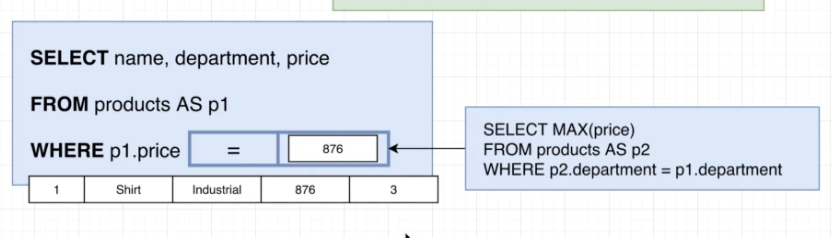 SELECT name, department, price
FROM products AS p1
WHERE p1.price = 876
SELECT MAX(price)
FROM products AS p2
WHERE p2.department = p1.department
1 Shirt Industrial 876 3